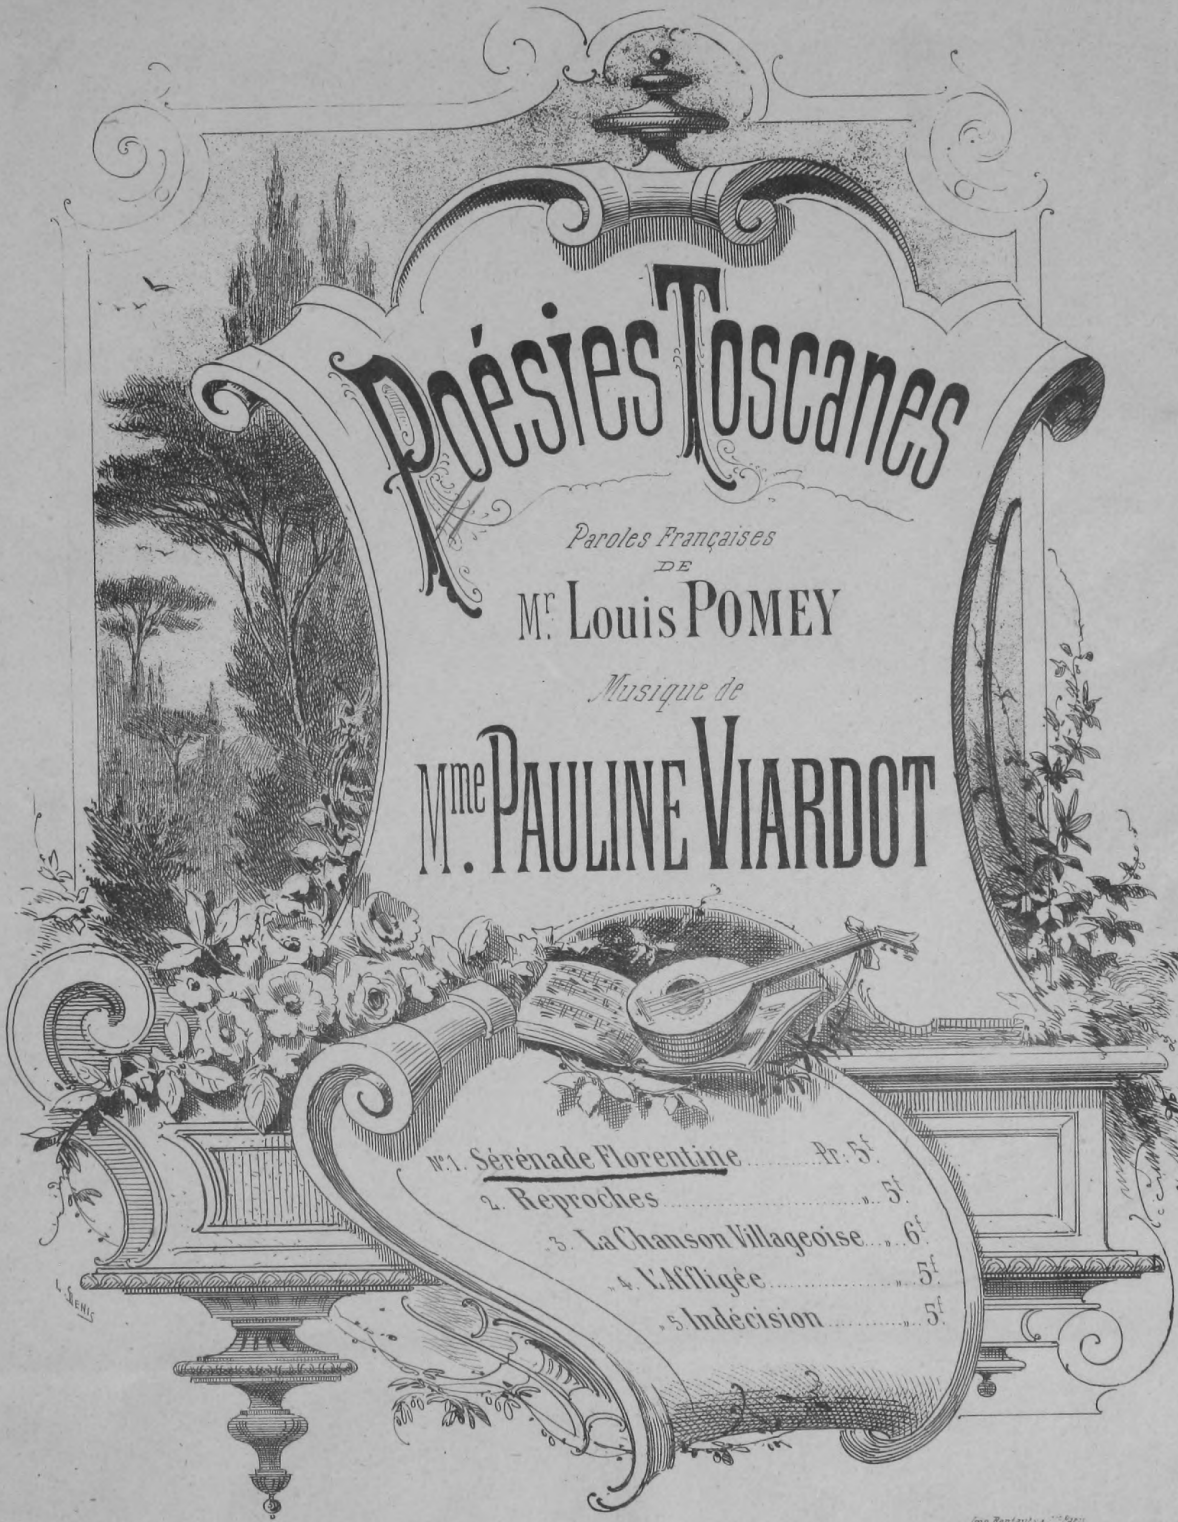 Poésies Toscanes
Paroles Françaises
DE
Mr. Louis POMEY
Musique de
Mme. PAULINE VIARDOT
No. 1. Sérénade Florentine .......... Pr: 5f.
2. Reproches .......... „ .. 5f.
„ 3. La Chanson Villageoise .. „ .. 6f.
„ 4. L'Affligée .......... „ .. 5f.
„ 5. Indécision .......... „ .. 5f.
L. DENIS